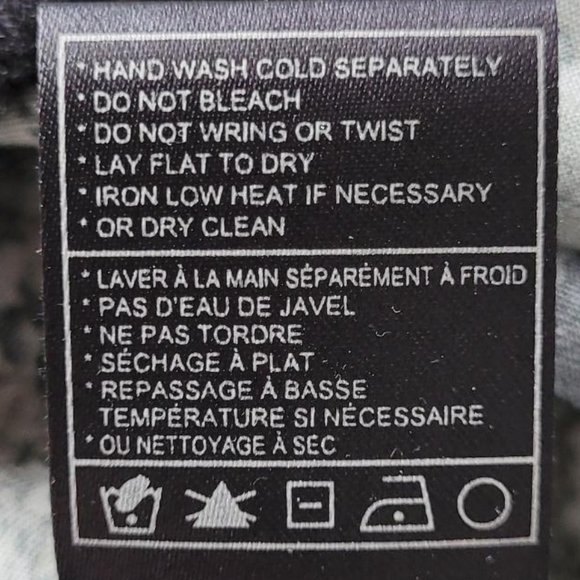 * HAND WASH COLD SEPARATELY
* DO NOT BLEACH
* DO NOT WRING OR TWIST
* LAY FLAT TO DRY
* IRON LOW HEAT IF NECESSARY
* OR DRY CLEAN
* LAVER À LA MAIN SÉPARÉMENT À FROID
* PAS D'EAU DE JAVEL
* NE PAS TORDRE
* SÉCHAGE À PLAT
* REPASSAGE À BASSE
TEMPÉRATURE SI NÉCESSAIRE
* OU NETTOYAGE À SEC